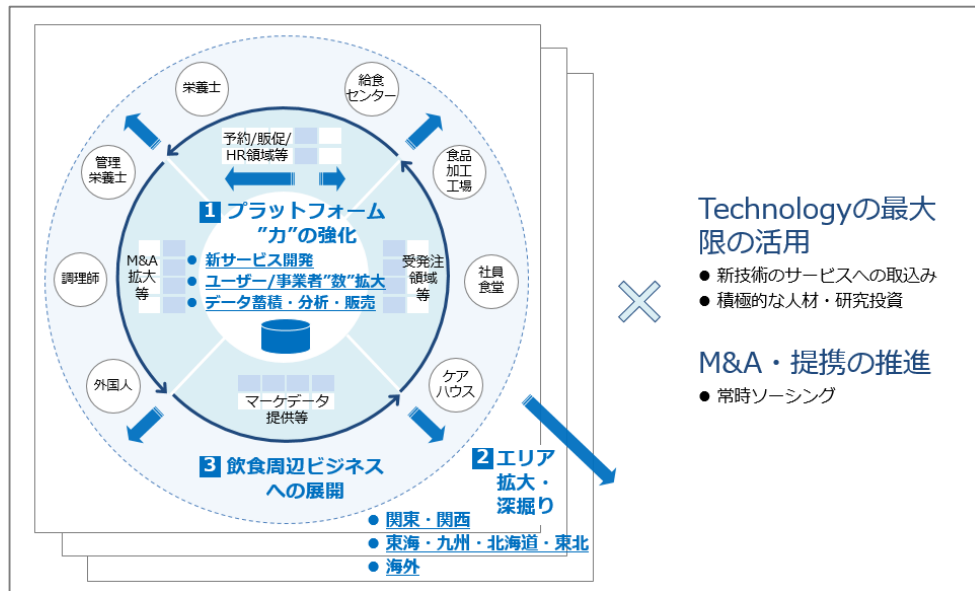 栄養士
給食
センター
管理
栄養士
予約/販促/
HR領域等
食品
加工
工場
1 プラットフォーム
”力”の強化
調理師
M&A
拡大
等
● 新サービス開発
● ユーザー/事業者”数”拡大
● データ蓄積・分析・販売
受発注
領域
等
社員
食堂
外国人
マーケデータ
提供等
ケア
ハウス
3 飲食周辺ビジネス
への展開
2 エリア
拡大・
深掘り
● 関東・関西
● 東海・九州・北海道・東北
● 海外
Technologyの最大
限の活用
● 新技術のサービスへの取込み
● 積極的な人材・研究投資
M&A・提携の推進
● 常時ソーシング